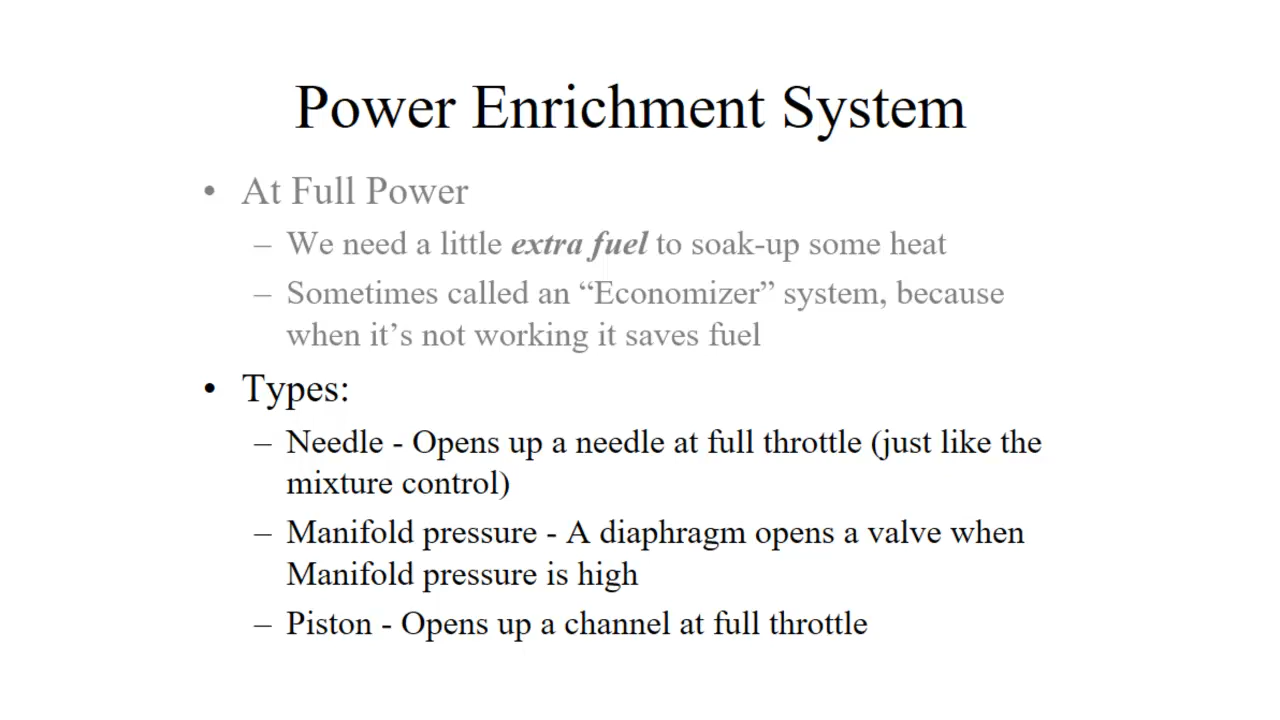 Power Enrichment System
• At Full Power
– We need a little extra fuel to soak-up some heat
– Sometimes called an “Economizer” system, because
when it’s not working it saves fuel
• Types:
– Needle - Opens up a needle at full throttle (just like the
mixture control)
– Manifold pressure - A diaphragm opens a valve when
Manifold pressure is high
– Piston - Opens up a channel at full throttle